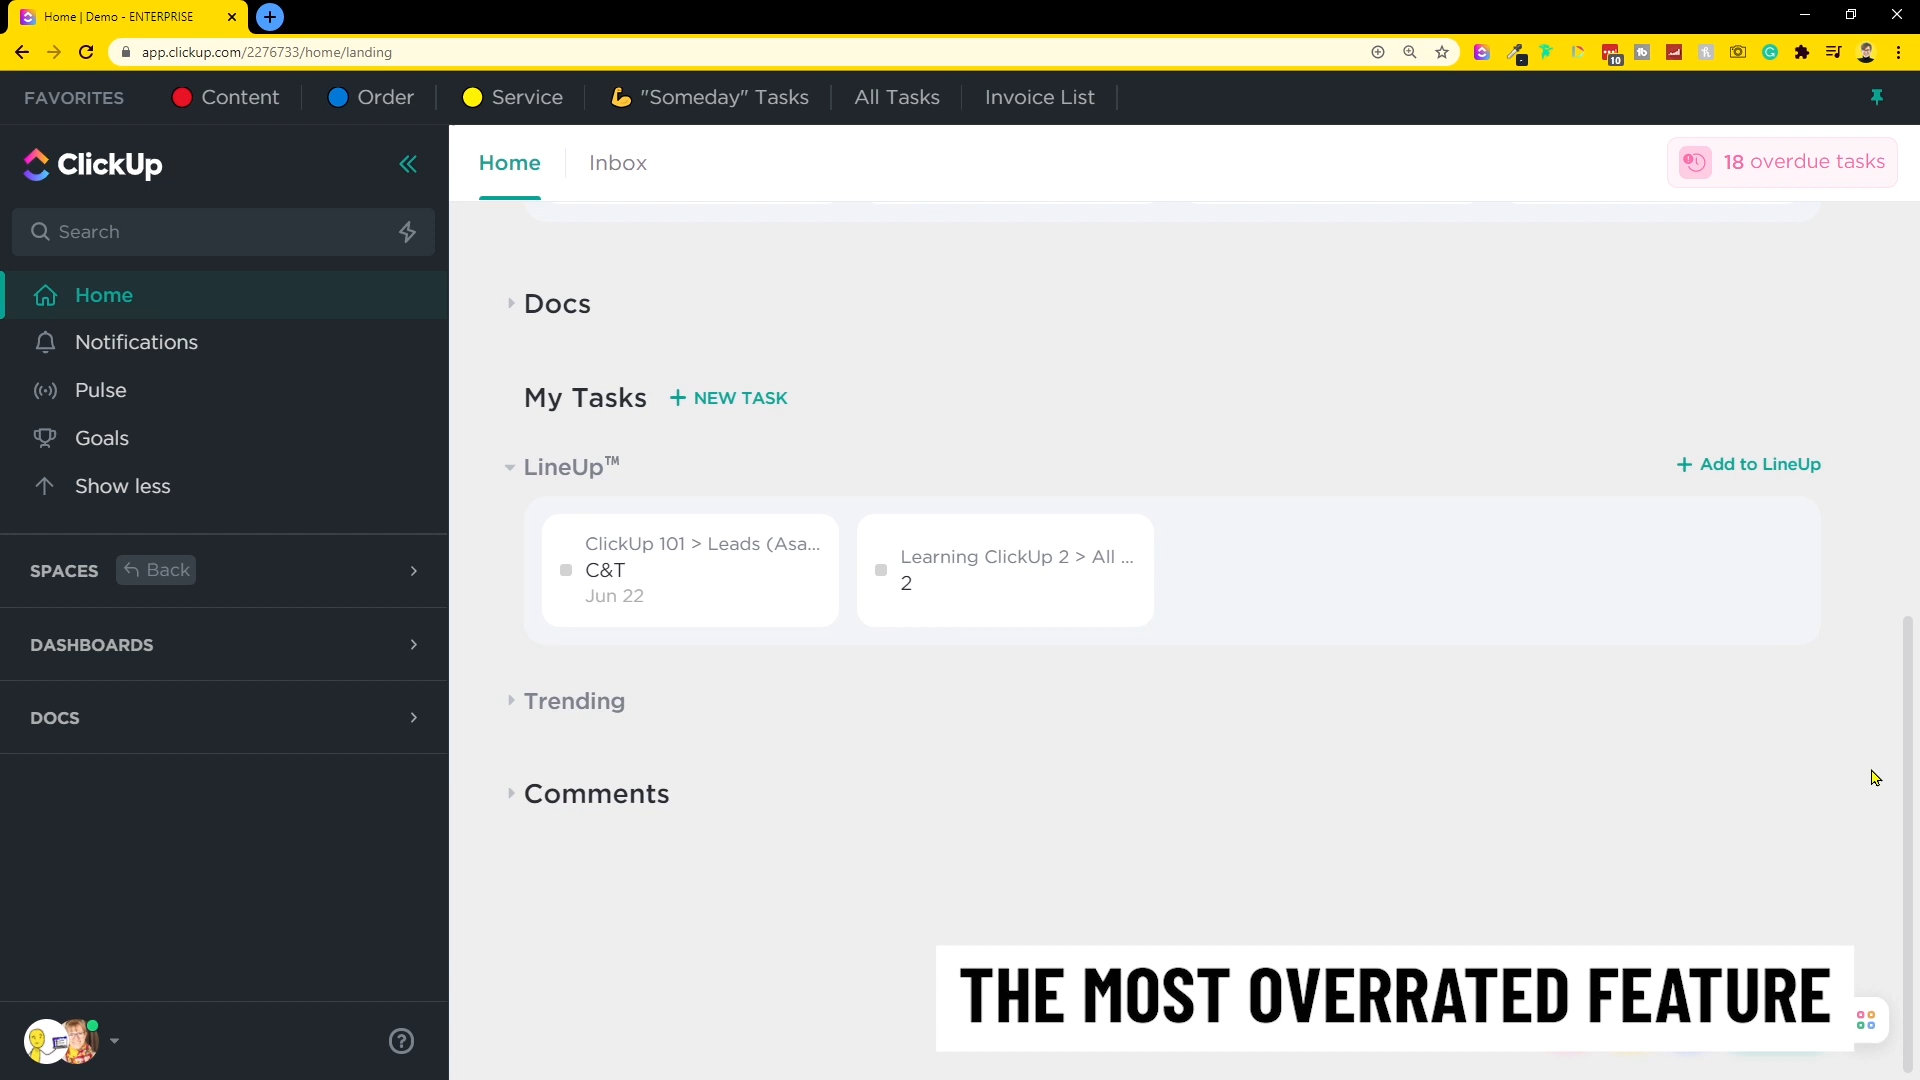 Home | Demo - ENTERPRISE
app.clickup.com/2276733/home/landing
10
FAVORITES
Content
Order
Service
"Someday" Tasks
All Tasks
Invoice List
ClickUp
Search
Home
Notifications
Pulse
Goals
Show less
SPACES
Back
DASHBOARDS
DOCS
Home
Inbox
18 overdue tasks
Docs
My Tasks
+ NEW TASK
LineUp™
+ Add to LineUp
ClickUp 101 > Leads (Asa...
C&T
Jun 22
Learning ClickUp 2 > All ...
2
Trending
Comments
THE MOST OVERRATED FEATURE